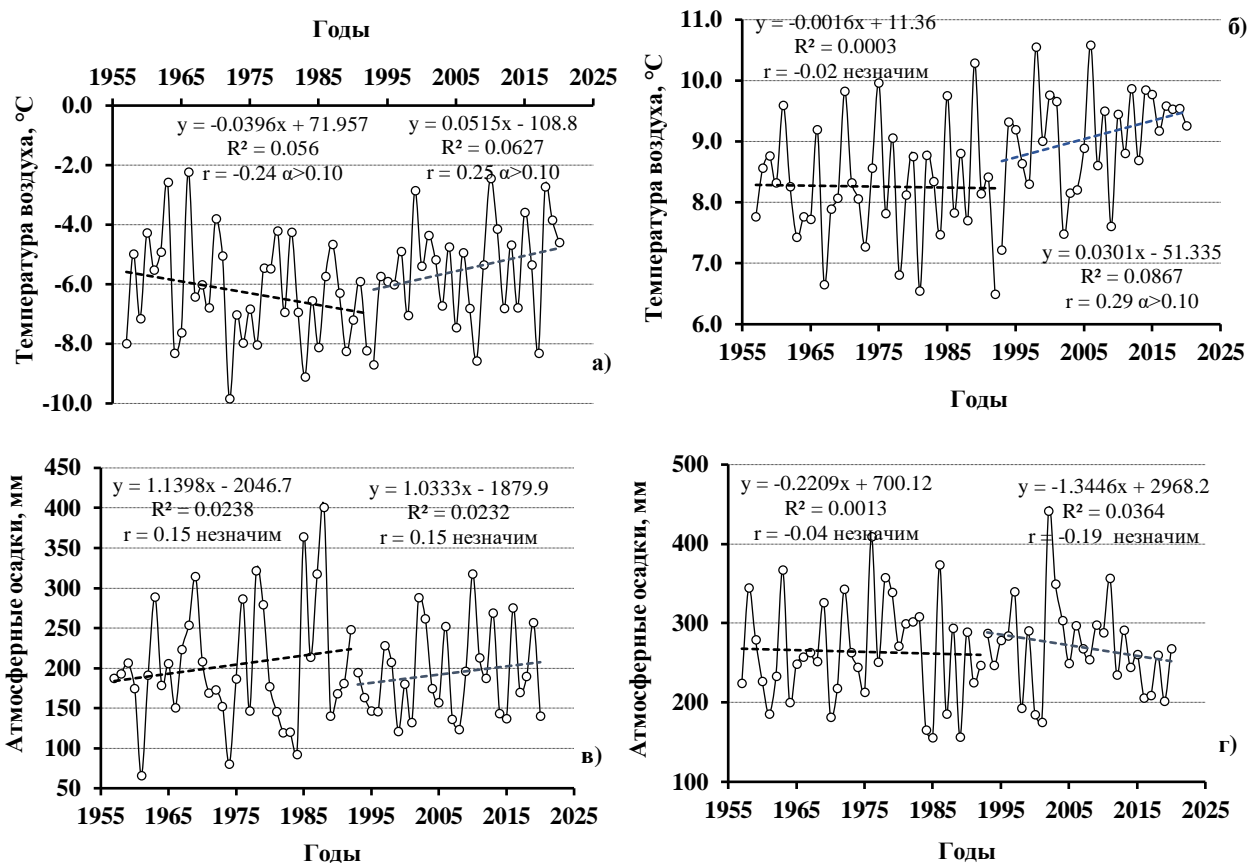 Годы
1955 1965 1975 1985 1995 2005 2015 2025
0.0
-2.0
-4.0
-6.0
-8.0
-10.0
Температура воздуха, °С
y = -0.0396x + 71.957
R² = 0.056
r = -0.24 α>0.10
y = 0.0515x - 108.8
R² = 0.0627
r = 0.25 α>0.10
а)
11.0
10.0
9.0
8.0
7.0
6.0
Температура воздуха, °С
y = -0.0016x + 11.36
R² = 0.0003
r = -0.02 незначим
y = 0.0301x - 51.335
R² = 0.0867
r = 0.29 α>0.10
б)
1955 1965 1975 1985 1995 2005 2015 2025
Годы
450
400
350
300
250
200
150
100
50
Атмосферные осадки, мм
y = 1.1398x - 2046.7
R² = 0.0238
r = 0.15 незначим
y = 1.0333x - 1879.9
R² = 0.0232
r = 0.15 незначим
в)
1955 1965 1975 1985 1995 2005 2015 2025
Годы
500
400
300
200
100
Атмосферные осадки, мм
y = -0.2209x + 700.12
R² = 0.0013
r = -0.04 незначим
y = -1.3446x + 2968.2
R² = 0.0364
r = -0.19 незначим
г)
1955 1965 1975 1985 1995 2005 2015 2025
Годы